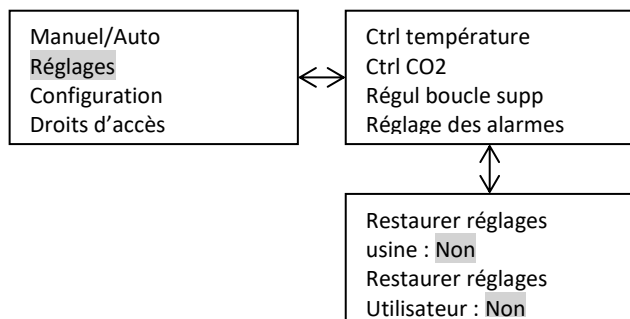 Manuel/Auto
Réglages
Configuration
Droits d’accès
Ctrl température
Ctrl CO2
Régul boucle supp
Réglage des alarmes
Restaurer réglages
usine : Non
Restaurer réglages
Utilisateur : Non